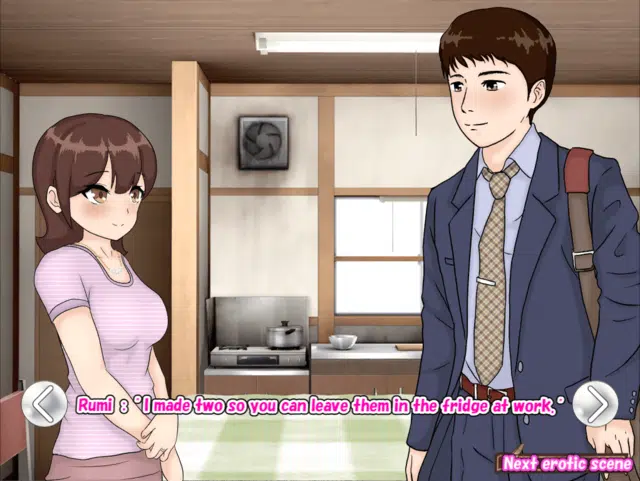 Rumi : "I made two so you can leave them in the fridge at work."
Next erotic scene